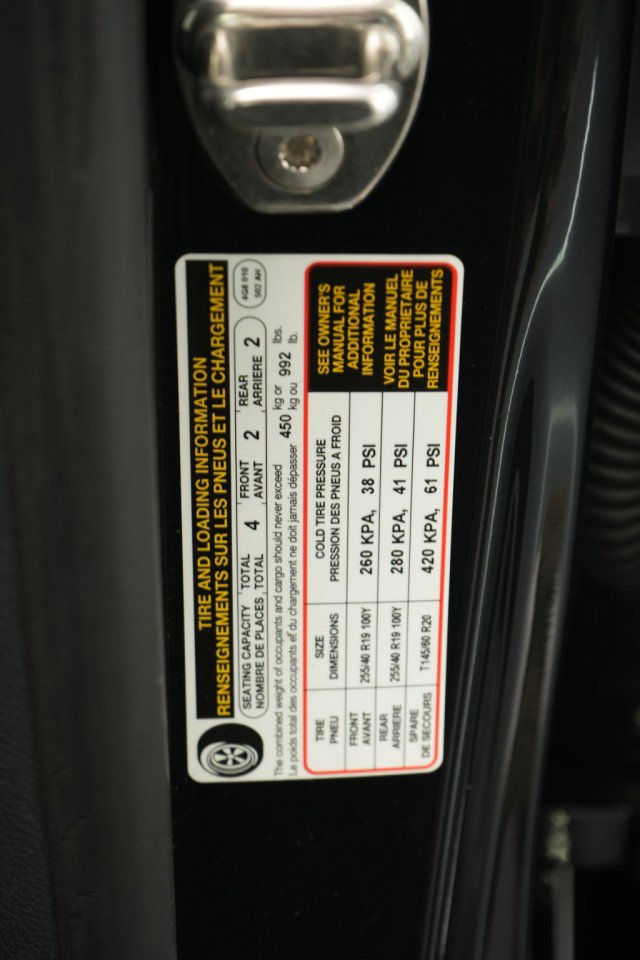 TIRE AND LOADING INFORMATION
RENSEIGNEMENTS SUR LES PNEUS ET LE CHARGEMENT
SEATING CAPACITY TOTAL 4 FRONT 2 REAR 2
NOMBRE DE PLACES TOTAL AVANT ARRIERE
4G8 010
502 AH
The combined weight of occupants and cargo should never exceed 450 kg or 992 lbs.
Le poids total des occupants et du chargement ne doit jamais dépasser kg ou lb.
TIRE SIZE COLD TIRE PRESSURE
PNEU DIMENSIONS PRESSION DES PNEUS A FROID
FRONT 255/40 R19 100Y 260 KPA, 38 PSI
AVANT
REAR 255/40 R19 100Y 280 KPA, 41 PSI
ARRIERE
SPARE T145/60 R20 420 KPA, 61 PSI
DE SECOURS
SEE OWNER'S
MANUAL FOR
ADDITIONAL
INFORMATION
VOIR LE MANUEL
DU PROPRIETAIRE
POUR PLUS DE
RENSEIGNEMENTS